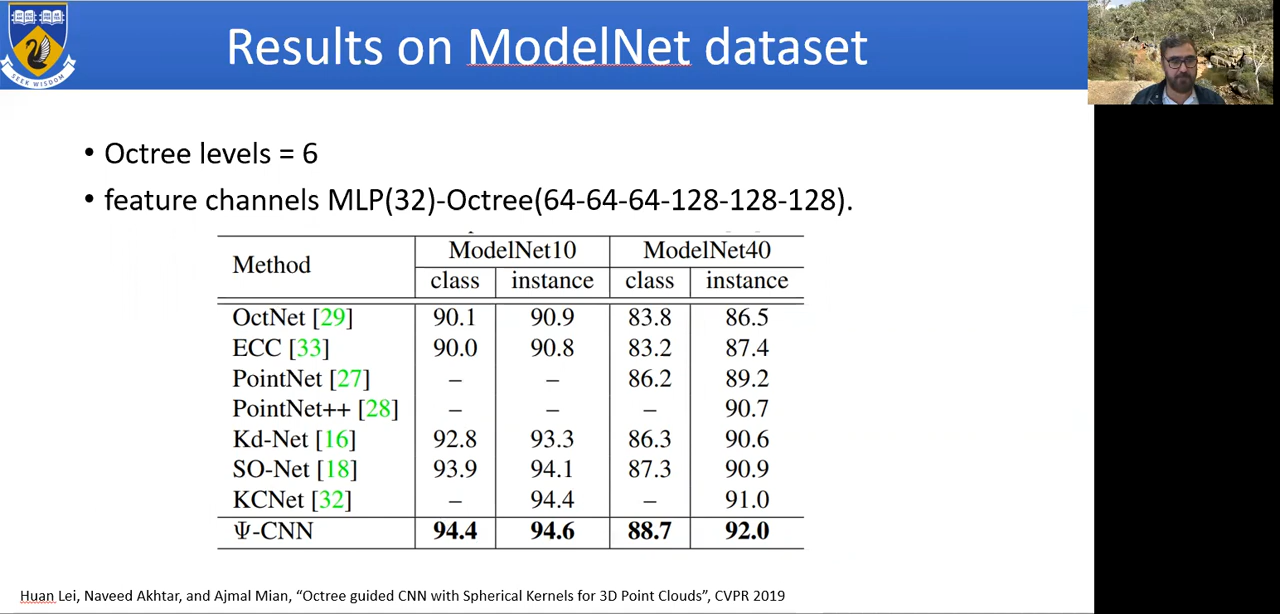 SEEK WISDOM
Results on ModelNet dataset
• Octree levels = 6
• feature channels MLP(32)-Octree(64-64-64-128-128-128).
Method ModelNet10 ModelNet40
class instance class instance
OctNet [29] 90.1 90.9 83.8 86.5
ECC [33] 90.0 90.8 83.2 87.4
PointNet [27] – – 86.2 89.2
PointNet++ [28] – – – 90.7
Kd-Net [16] 92.8 93.3 86.3 90.6
SO-Net [18] 93.9 94.1 87.3 90.9
KCNet [32] – 94.4 – 91.0
Ψ-CNN 94.4 94.6 88.7 92.0
Huan Lei, Naveed Akhtar, and Ajmal Mian, “Octree guided CNN with Spherical Kernels for 3D Point Clouds”, CVPR 2019